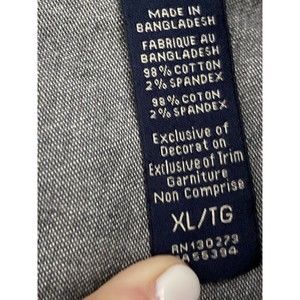 MADE IN
BANGLADESH
FABRIQUE AU
BANGLADESH
98% COTTON
2% SPANDEX
98% COTON
2% SPANDEX
Exclusive of
Decoration
Exclusive of Trim
Garniture
Non Comprise
XL/TG
RN130273
CA55394